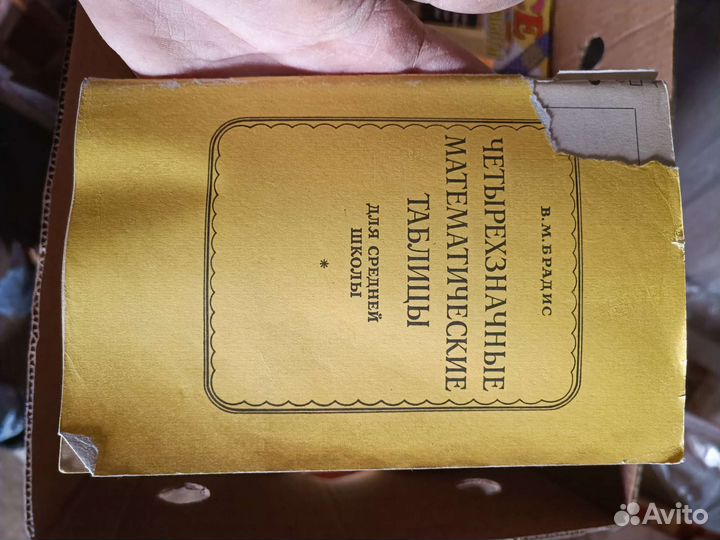 В.М.БРАДИС
ЧЕТЫРЕХЗНАЧНЫЕ
МАТЕМАТИЧЕСКИЕ
ТАБЛИЦЫ
ДЛЯ СРЕДНЕЙ
ШКОЛЫ
*
Avito